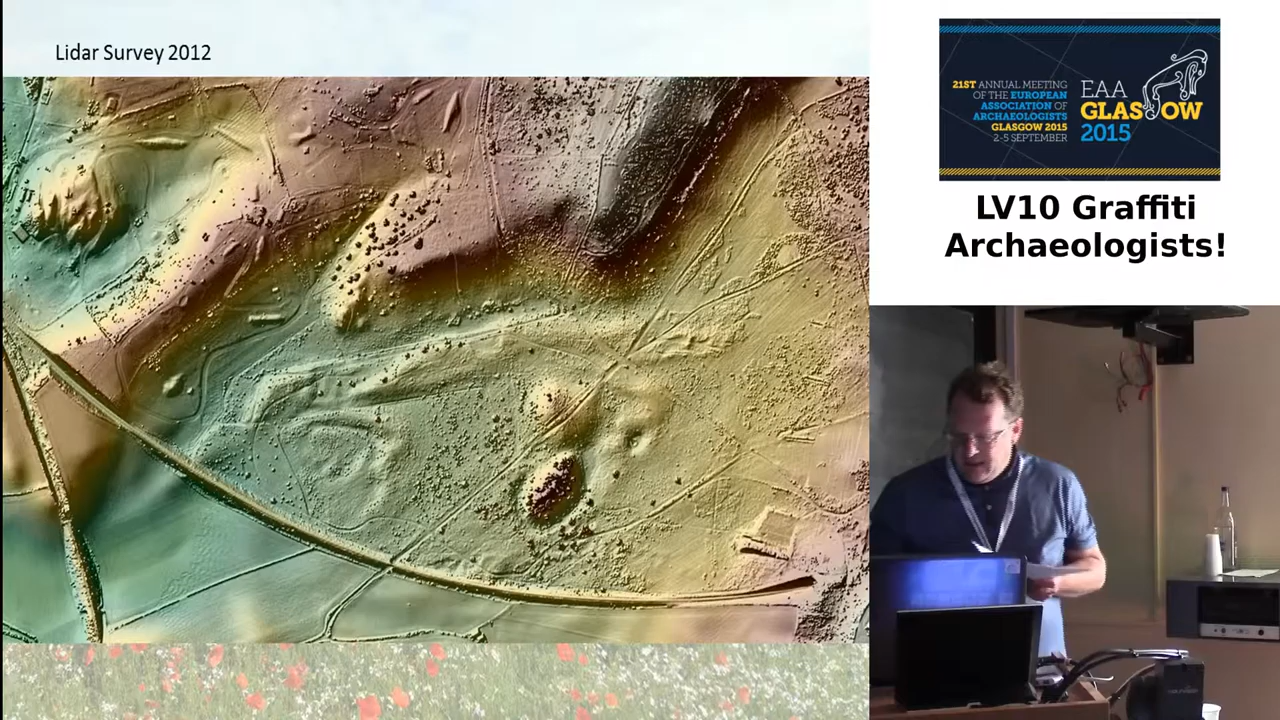 Lidar Survey 2012
21ST ANNUAL MEETING
OF THE EUROPEAN
ASSOCIATION OF
ARCHAEOLOGISTS
GLASGOW 2015
2-5 SEPTEMBER
EAA
GLASGOW
2015
LV10 Graffiti
Archaeologists!